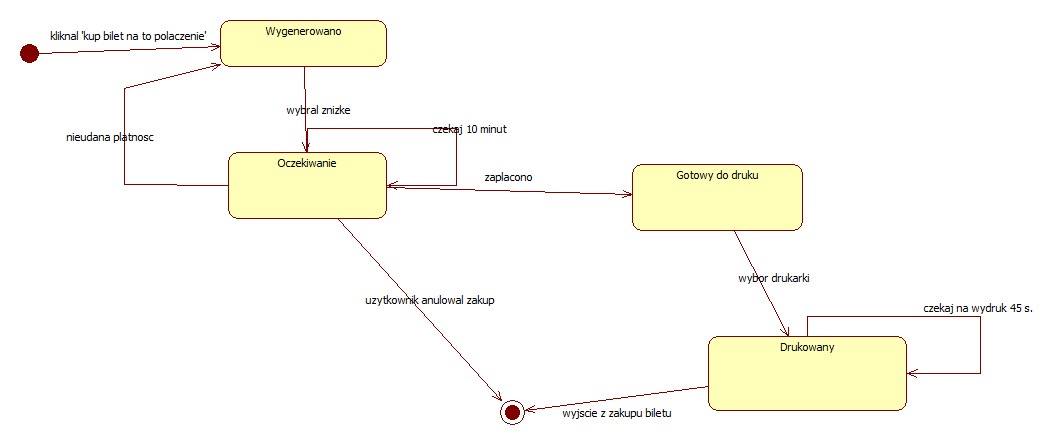 Wygenerowano
kliknal 'kup bilet na to polaczenie'
wybral znizke
czekaj 10 minut
nieudana platnosc
Oczekiwanie
zaplacono
Gotowy do druku
wybor drukarki
uzytkownik anulowal zakup
czekaj na wydruk 45 s.
Drukowany
wyjscie z zakupu biletu